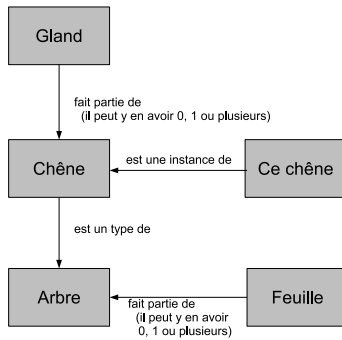 Gland
fait partie de
(il peut y en avoir 0, 1 ou plusieurs)
Chêne
est une instance de
Ce chêne
est un type de
Arbre
fait partie de
(il peut y en avoir
0, 1 ou plusieurs)
Feuille